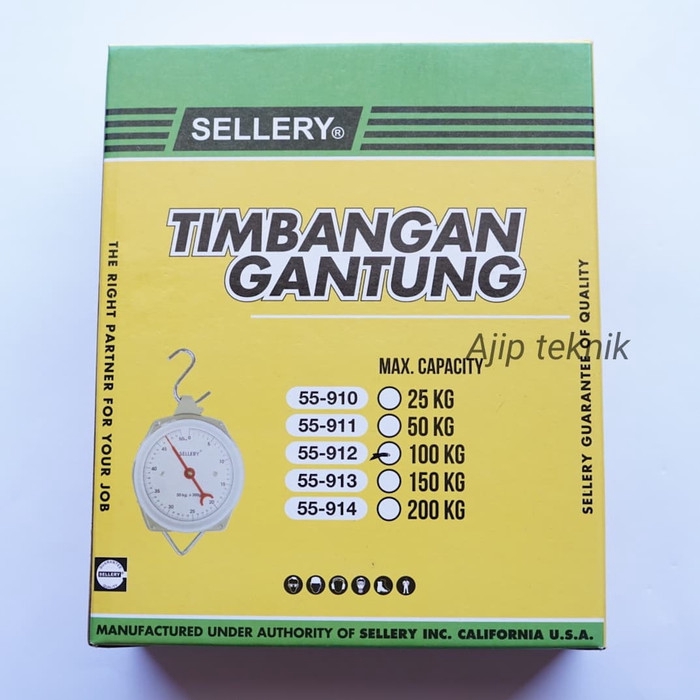 SELLERY®
TIMBANGAN
GANTUNG
Ajip teknik
MAX. CAPACITY
55-910 25 KG
55-911 50 KG
55-912 100 KG
55-913 150 KG
55-914 200 KG
THE RIGHT PARTNER FOR YOUR JOB
SELLERY GUARANTEE OF QUALITY
SELLERY
SELLERY
MANUFACTURED UNDER AUTHORITY OF SELLERY INC. CALIFORNIA U.S.A.